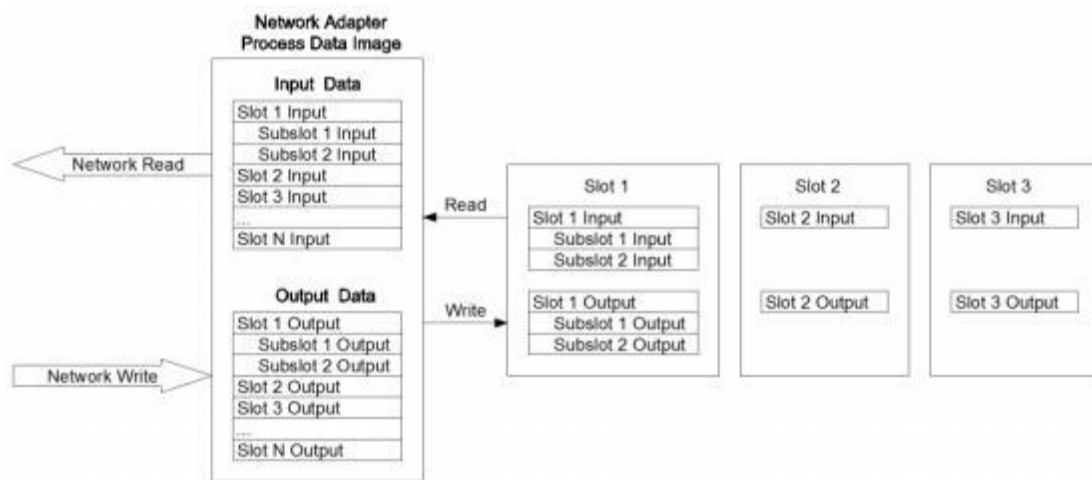 Network Adapter
Process Data Image
Input Data
Slot 1 Input
Subslot 1 Input
Subslot 2 Input
Slot 2 Input
Slot 3 Input
...
Slot N Input
Network Read
Output Data
Slot 1 Output
Subslot 1 Output
Subslot 2 Output
Slot 2 Output
Slot 3 Output
...
Slot N Output
Network Write
Read
Write
Slot 1
Slot 1 Input
Subslot 1 Input
Subslot 2 Input
Slot 1 Output
Subslot 1 Output
Subslot 2 Output
Slot 2
Slot 2 Input
Slot 2 Output
Slot 3
Slot 3 Input
Slot 3 Output